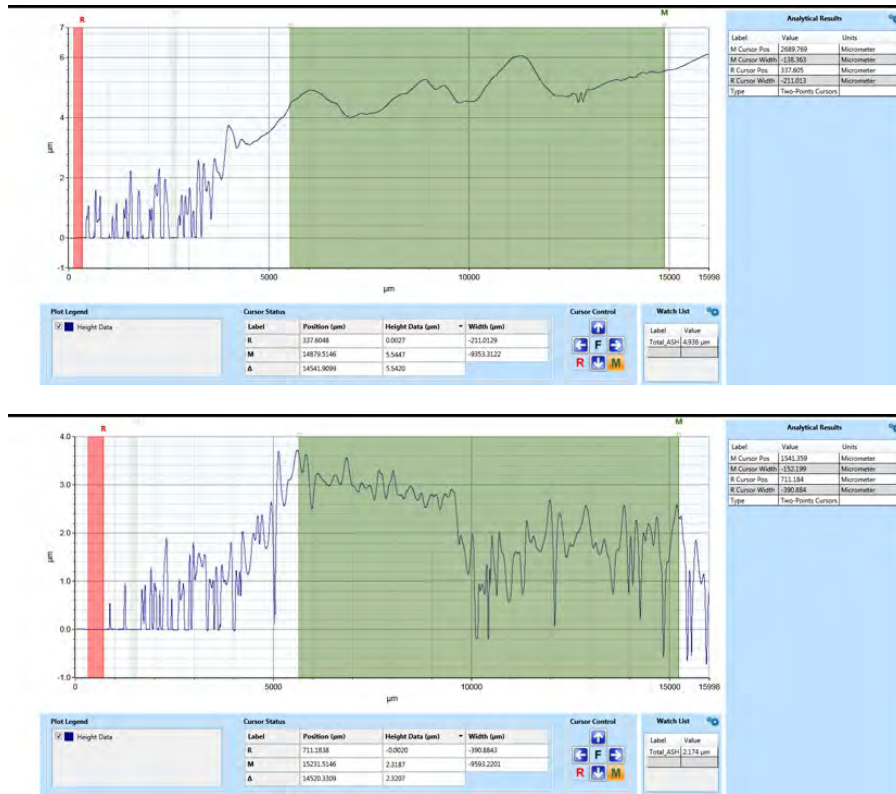 R
M
7
6
4
2
0
-1
µm
0
5000
10000
15000
15998
µm
Analytical Results
Label Value Units
M Cursor Pos 2689.769 Micrometer
M Cursor Width -138.363 Micrometer
R Cursor Pos 337.605 Micrometer
R Cursor Width -211.013 Micrometer
Type Two-Points Cursors
Plot Legend
Height Data
Cursor Status
Label Position (µm) Height Data (µm) Width (µm)
R 337.6048 0.0027 -211.0129
M 14879.5146 5.5447 -9353.3122
Δ 14541.9099 5.5420
Cursor Control
F
R M
Watch List
Label Value
Total_ASH 4.936 µm
R
M
4.0
3.0
2.0
1.0
0.0
-1.0
µm
0
5000
10000
15000
15998
µm
Analytical Results
Label Value Units
M Cursor Pos 1541.359 Micrometer
M Cursor Width -152.199 Micrometer
R Cursor Pos 711.184 Micrometer
R Cursor Width -390.884 Micrometer
Type Two-Points Cursors
Plot Legend
Height Data
Cursor Status
Label Position (µm) Height Data (µm) Width (µm)
R 711.1838 -0.0020 -390.8843
M 15231.5146 2.3187 -9593.2201
Δ 14520.3309 2.3207
Cursor Control
F
R M
Watch List
Label Value
Total_ASH 2.174 µm